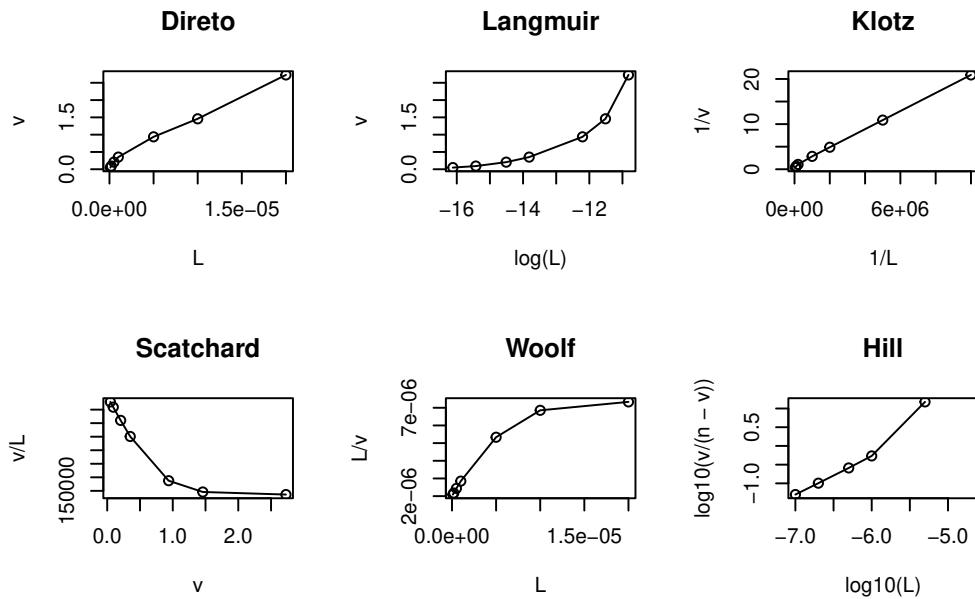 Direto
v
0.0
1.5
0.0e+00
1.5e-05
L
Langmuir
v
0.0
1.5
-16
-14
-12
log(L)
Klotz
1/v
0
10
20
0e+00
6e+06
1/L
Scatchard
v/L
150000
0.0
1.0
2.0
v
Woolf
L/v
2e-06
7e-06
0.0e+00
1.5e-05
L
Hill
log10(v/(n - v))
-1.0
0.5
-7.0
-6.0
-5.0
log10(L)